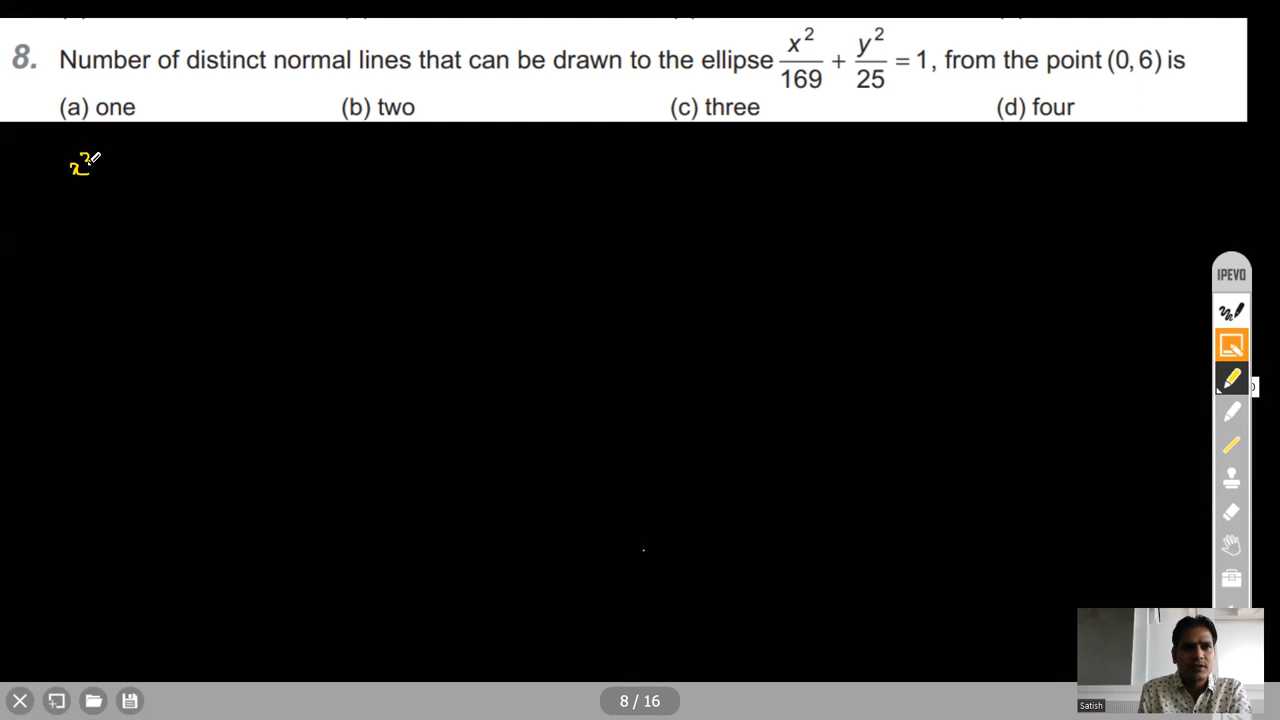 8. Number of distinct normal lines that can be drawn to the ellipse x²/169 + y²/25 = 1, from the point (0, 6) is
(a) one (b) two (c) three (d) four
x²
IPEVO
8 / 16
Satish